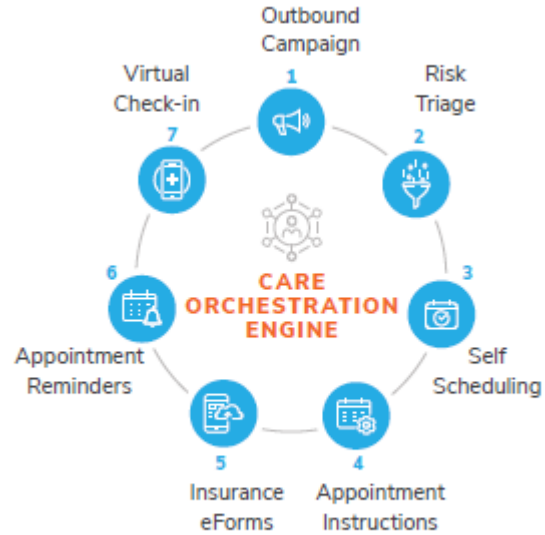 Outbound
Campaign
1
Risk
Triage
2
3
Self
Scheduling
4
Appointment
Instructions
5
Insurance
eForms
6
Appointment
Reminders
Virtual
Check-in
7
CARE
ORCHESTRATION
ENGINE